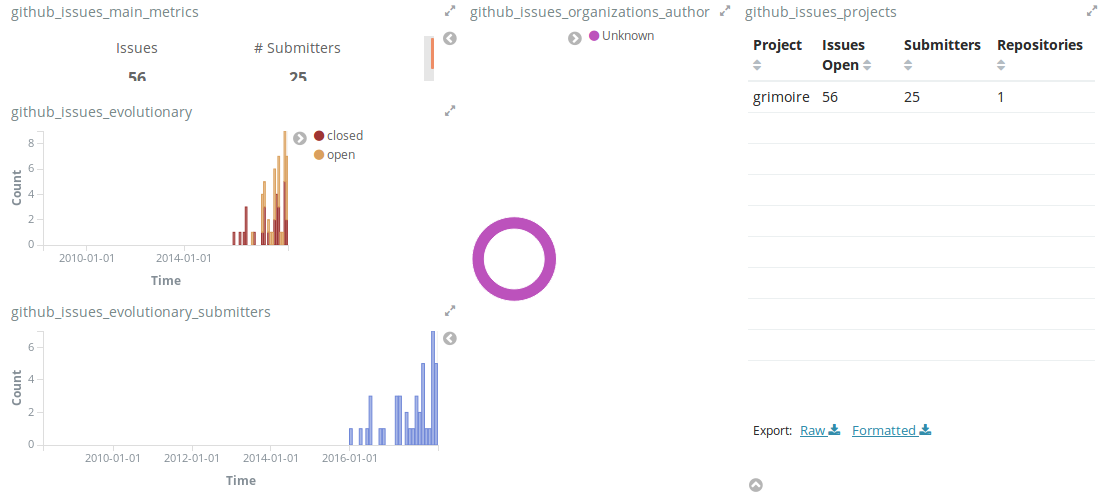 github_issues_main_metrics
Issues
# Submitters
56
25
github_issues_evolutionary
closed
open
8
6
4
2
0
Count
2010-01-01
2014-01-01
Time
github_issues_evolutionary_submitters
6
4
2
0
Count
2010-01-01
2012-01-01
2014-01-01
2016-01-01
Time
github_issues_organizations_author
Unknown
github_issues_projects
Project
Issues Open
Submitters
Repositories
grimoire
56
25
1
Export: Raw Formatted